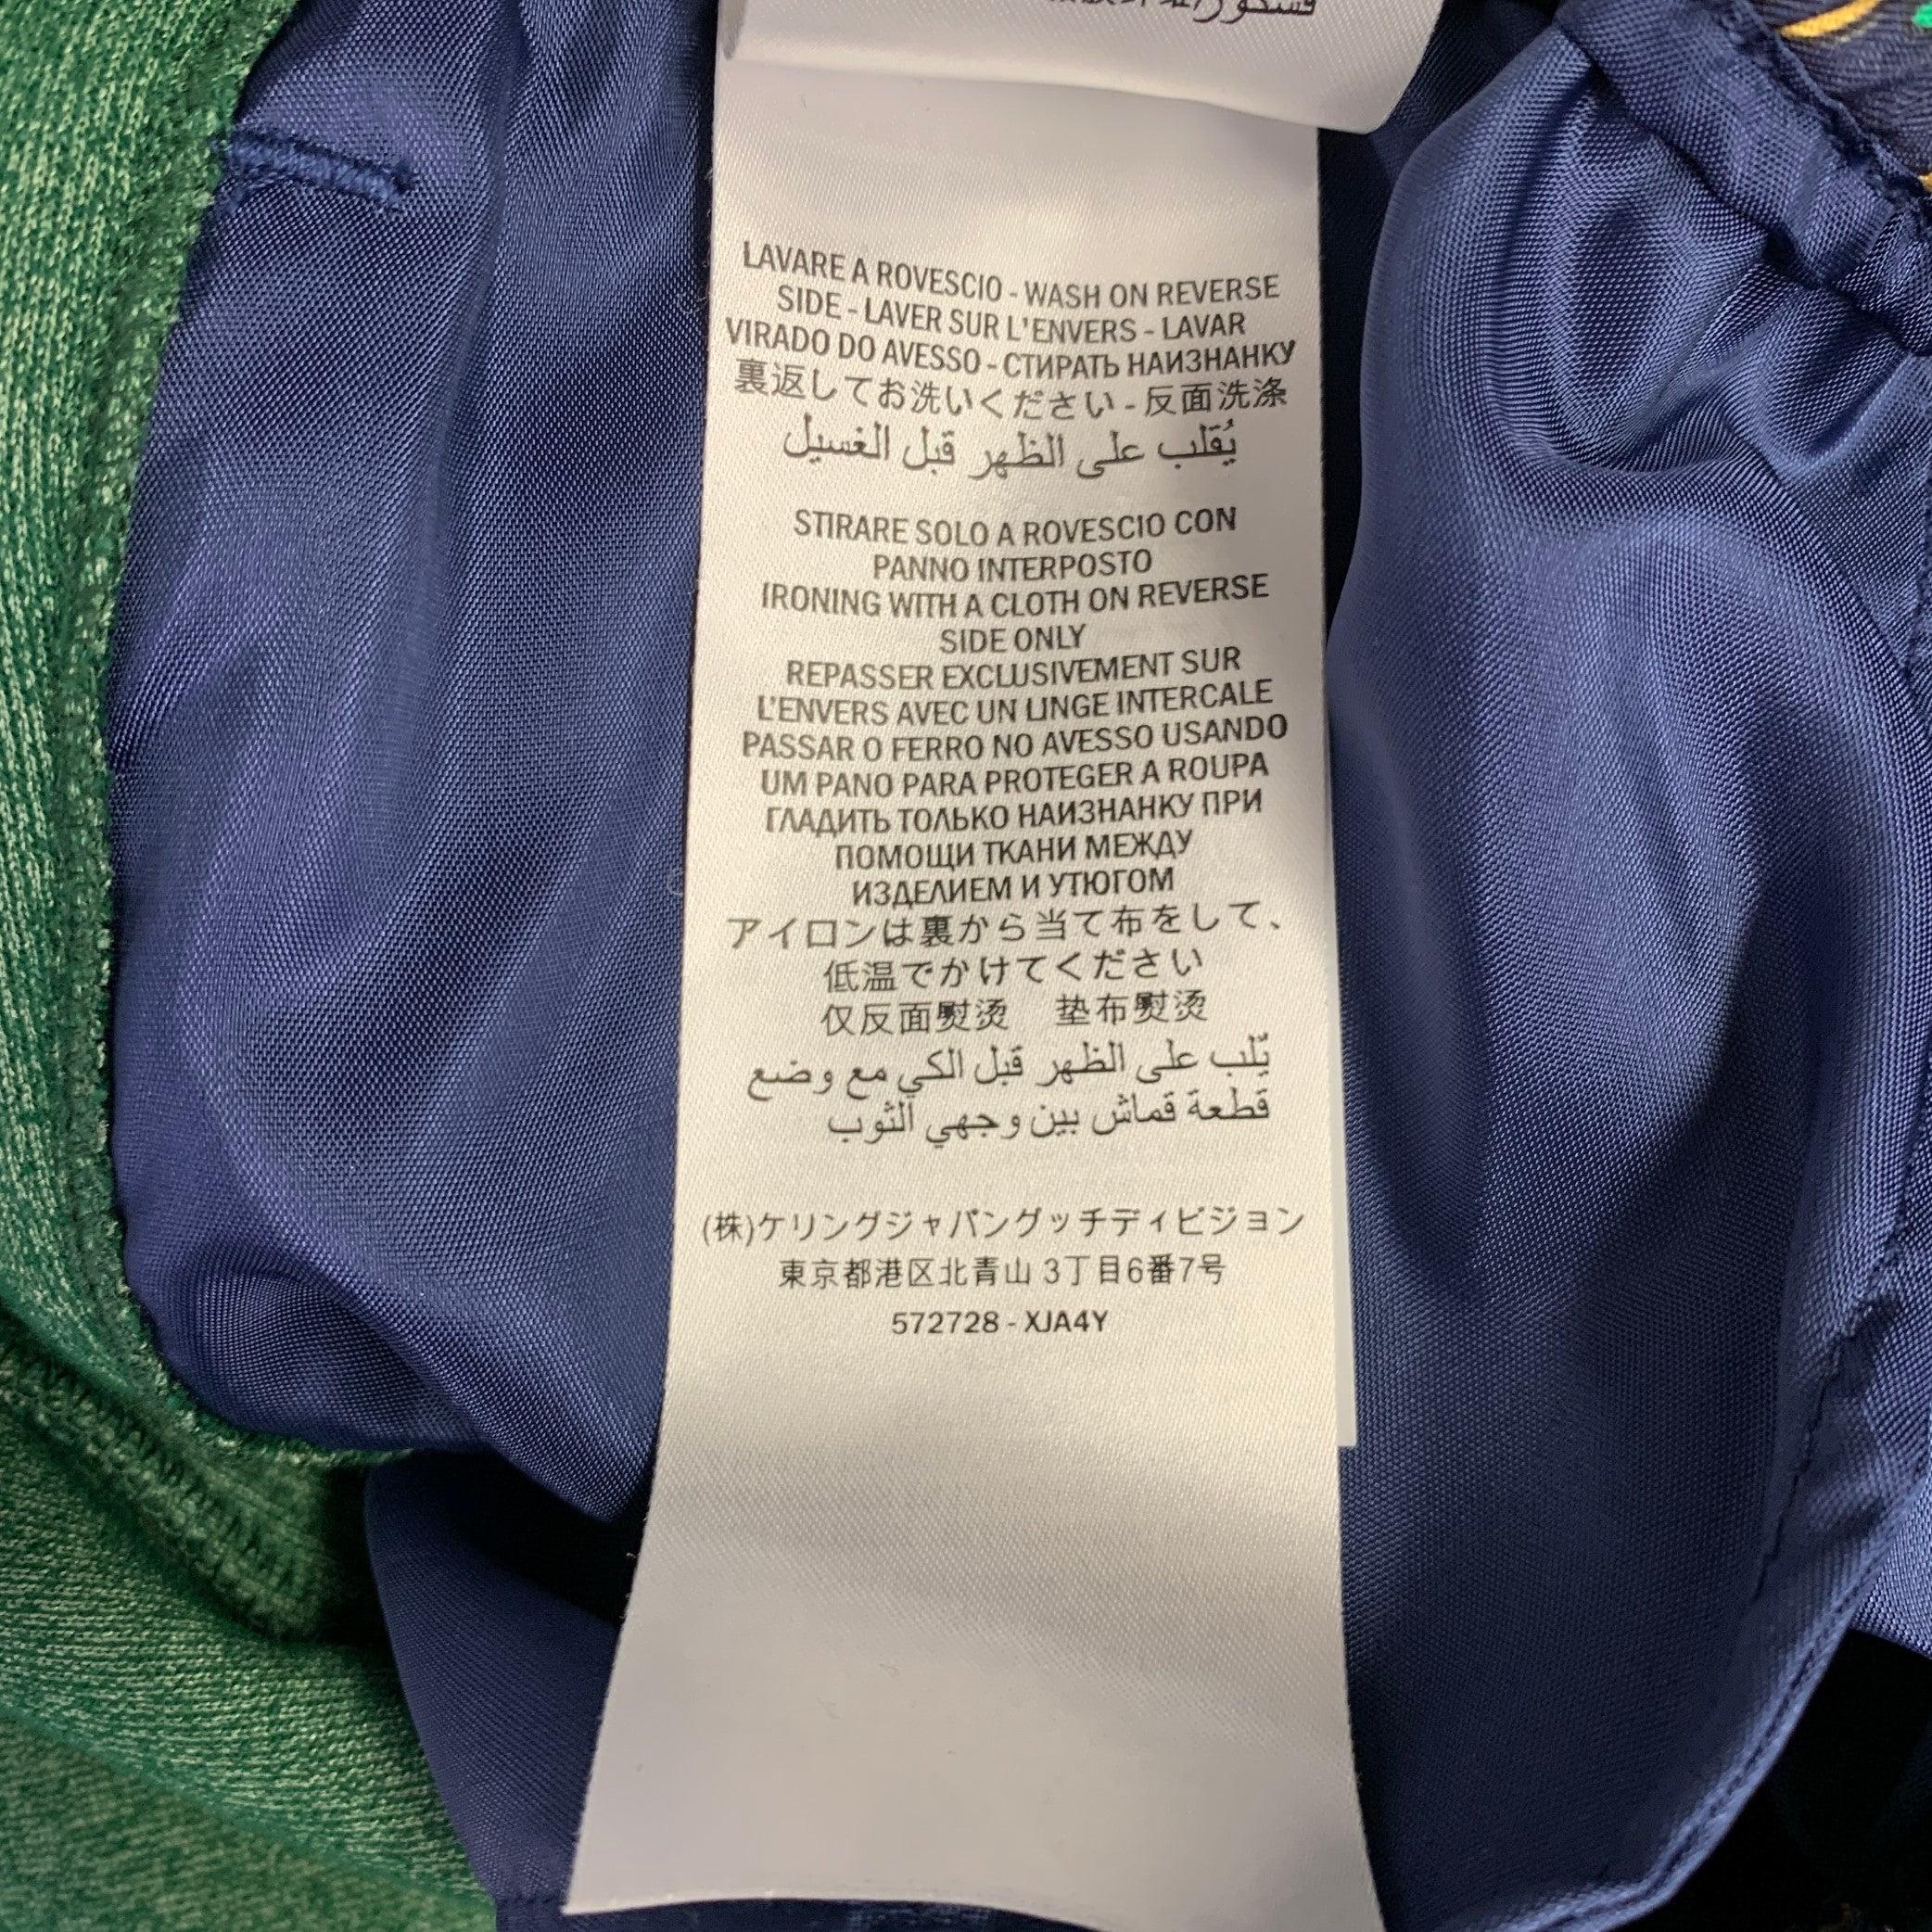 LAVARE A ROVESCIO - WASH ON REVERSE
SIDE - LAVER SUR L'ENVERS - LAVAR
VIRADO DO AVESSO - СТИРАТЬ НАИЗНАНКУ
裏返してお洗いください - 反面洗涤
يُقلب على الظهر قبل الغسيل
STIRARE SOLO A ROVESCIO CON
PANNO INTERPOSTO
IRONING WITH A CLOTH ON REVERSE
SIDE ONLY
REPASSER EXCLUSIVEMENT SUR
L'ENVERS AVEC UN LINGE INTERCALE
PASSAR O FERRO NO AVESSO USANDO
UM PANO PARA PROTEGER A ROUPA
ГЛАДИТЬ ТОЛЬКО НАИЗНАНКУ ПРИ
ПОМОЩИ ТКАНИ МЕЖДУ
ИЗДЕЛИЕМ И УТЮГОМ
アイロンは裏から当て布をして、
低温でかけてください
仅反面熨烫　垫布熨烫
يّلب على الظهر قبل الكي مع وضع
قطعة قماش بين وجهي الثوب
(株)ケリングジャパングッチディビジョン
東京都港区北青山 3丁目6番7号
572728 - XJA4Y